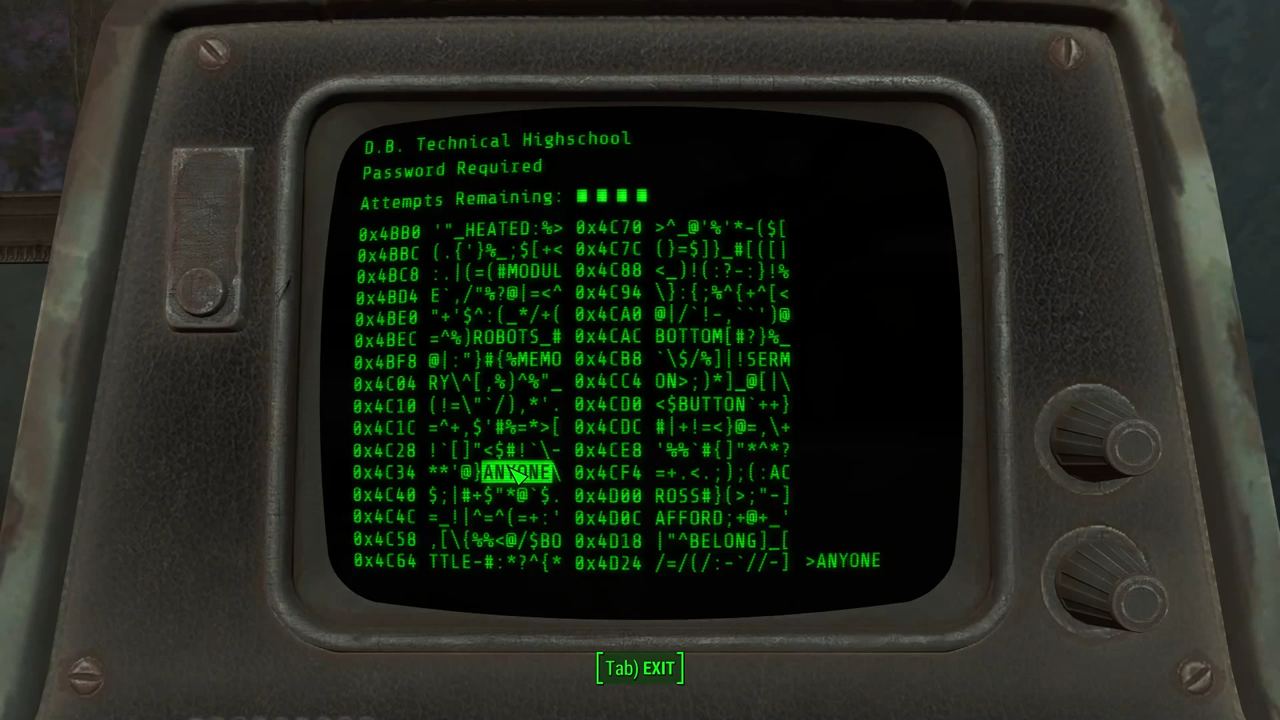 D.B. Technical Highschool
Password Required
Attempts Remaining: ■ ■ ■ ■
0x4BB0 '"_HEATED:%> 0x4C70 >^_@'%'*-($[
0x4BBC (.{'}%_;$[+< 0x4C7C (}=$]}_#[([|
0x4BC8 :.|(=(#MODUL 0x4C88 <_)!(:?-:}!%
0x4BD4 E`,/"%?@|=<^ 0x4C94 \}:{;%^{+^[<
0x4BE0 "+'$^:(_*/+( 0x4CA0 @|/`!-,``'}@
0x4BEC =^%)ROBOTS_# 0x4CAC BOTTOM[#?}%_
0x4BF8 @|:"}#{%MEMO 0x4CB8 `\$/%]|!SERM
0x4C04 RY\^[,%)^%"_ 0x4CC4 ON>;)*]_@[|\
0x4C10 (!=\"`/),*'. 0x4CD0 <$BUTTON`++}
0x4C1C =^+,$'#%=*>[ 0x4CDC #|+!=<}@=,\+
0x4C28 !`[]"<$#!`\- 0x4CE8 '%%`#{]"*^*?
0x4C34 **'@}ANYONE\ 0x4CF4 =+.<.;);(:AC
0x4C40 $;|#+$"*@`$. 0x4D00 ROSS#}(>;"-]
0x4C4C =_!|^=^(=+:' 0x4D0C AFFORD;+@+_'
0x4C58 ,[\{%%<@/$BO 0x4D18 |"^BELONG]_[
0x4C64 TTLE-#:*?^{* 0x4D24 /=/(/:-`//-] >ANYONE
[Tab) EXIT]